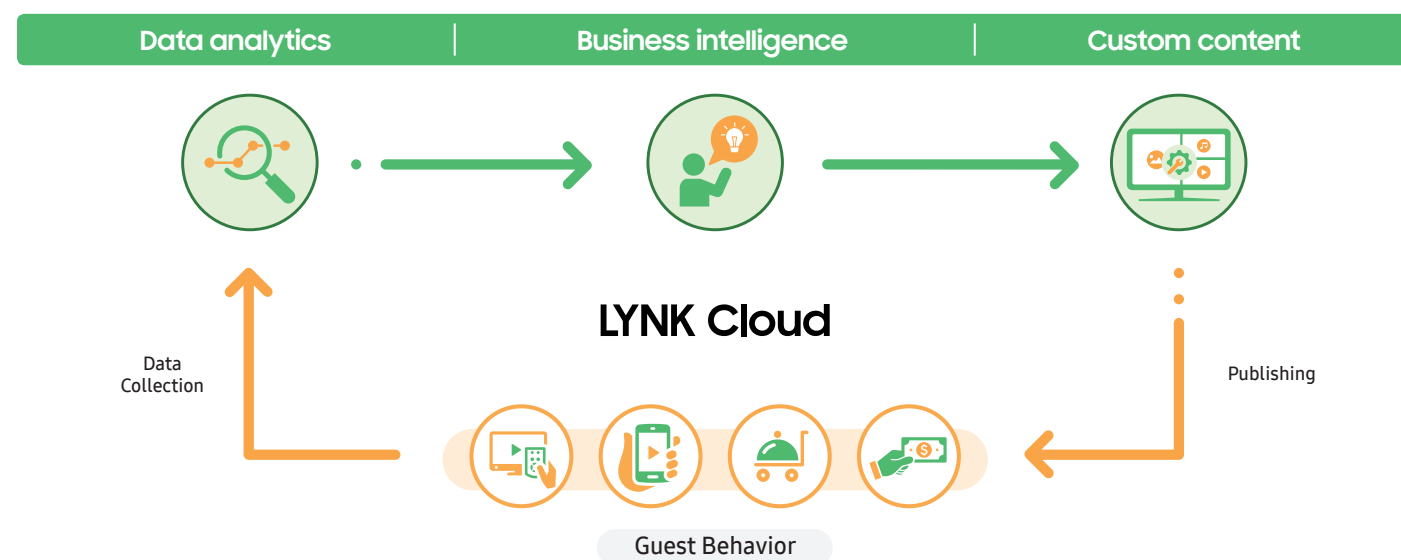 Data analytics
Business intelligence
Custom content
LYNK Cloud
Data
Collection
Publishing
Guest Behavior